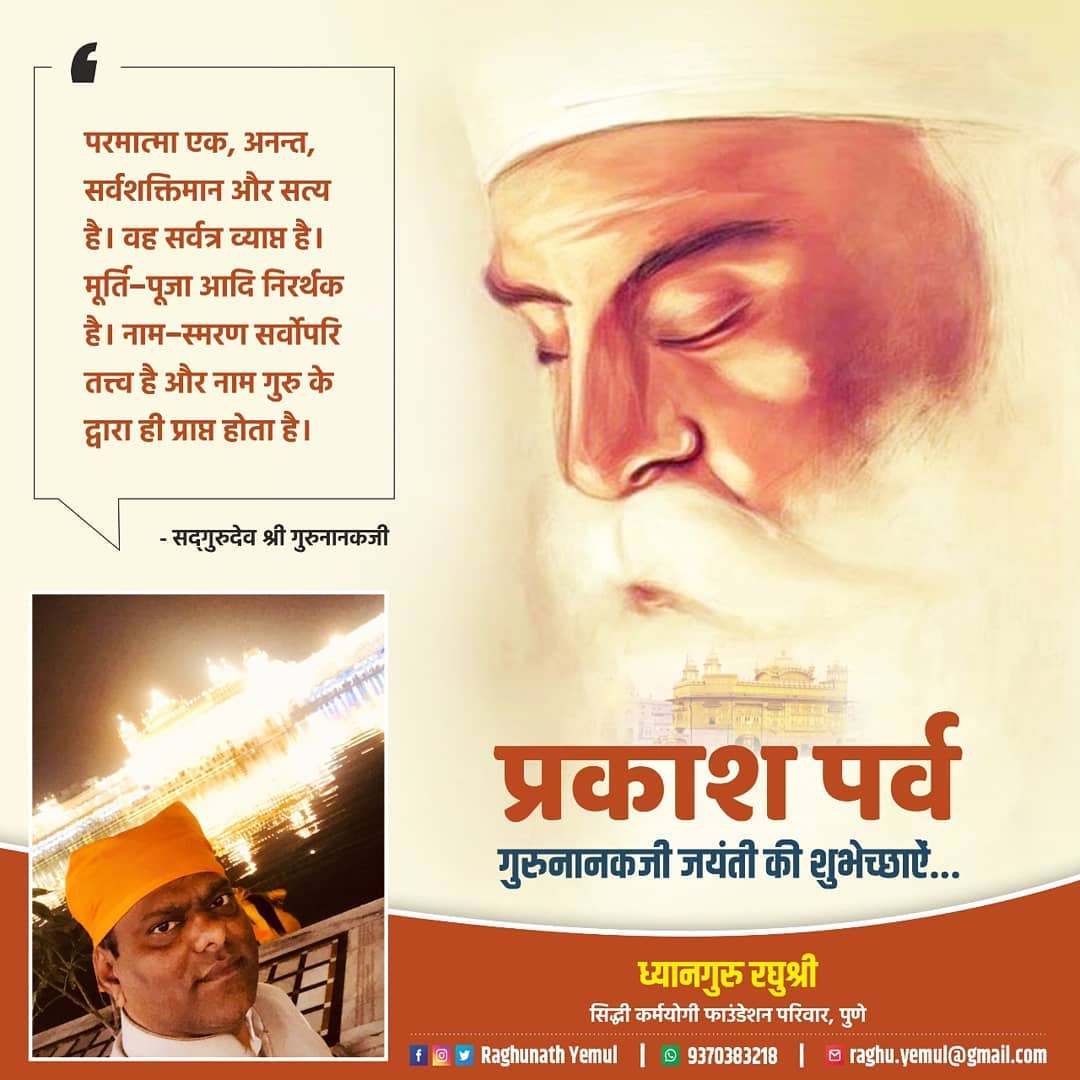 परमात्मा एक, अनन्त,
सर्वशक्तिमान और सत्य
है। वह सर्वत्र व्याप्त है।
मूर्ति–पूजा आदि निरर्थक
है। नाम–स्मरण सर्वोपरि
तत्त्व है और नाम गुरु के
द्वारा ही प्राप्त होता है।
- सद्‌गुरुदेव श्री गुरुनानकजी
प्रकाश पर्व
गुरुनानकजी जयंती की शुभेच्छाऐं...
ध्यानगुरु रघुश्री
सिद्धी कर्मयोगी फाउंडेशन परिवार, पुणे
Raghunath Yemul | 9370383218 | raghu.yemul@gmail.com